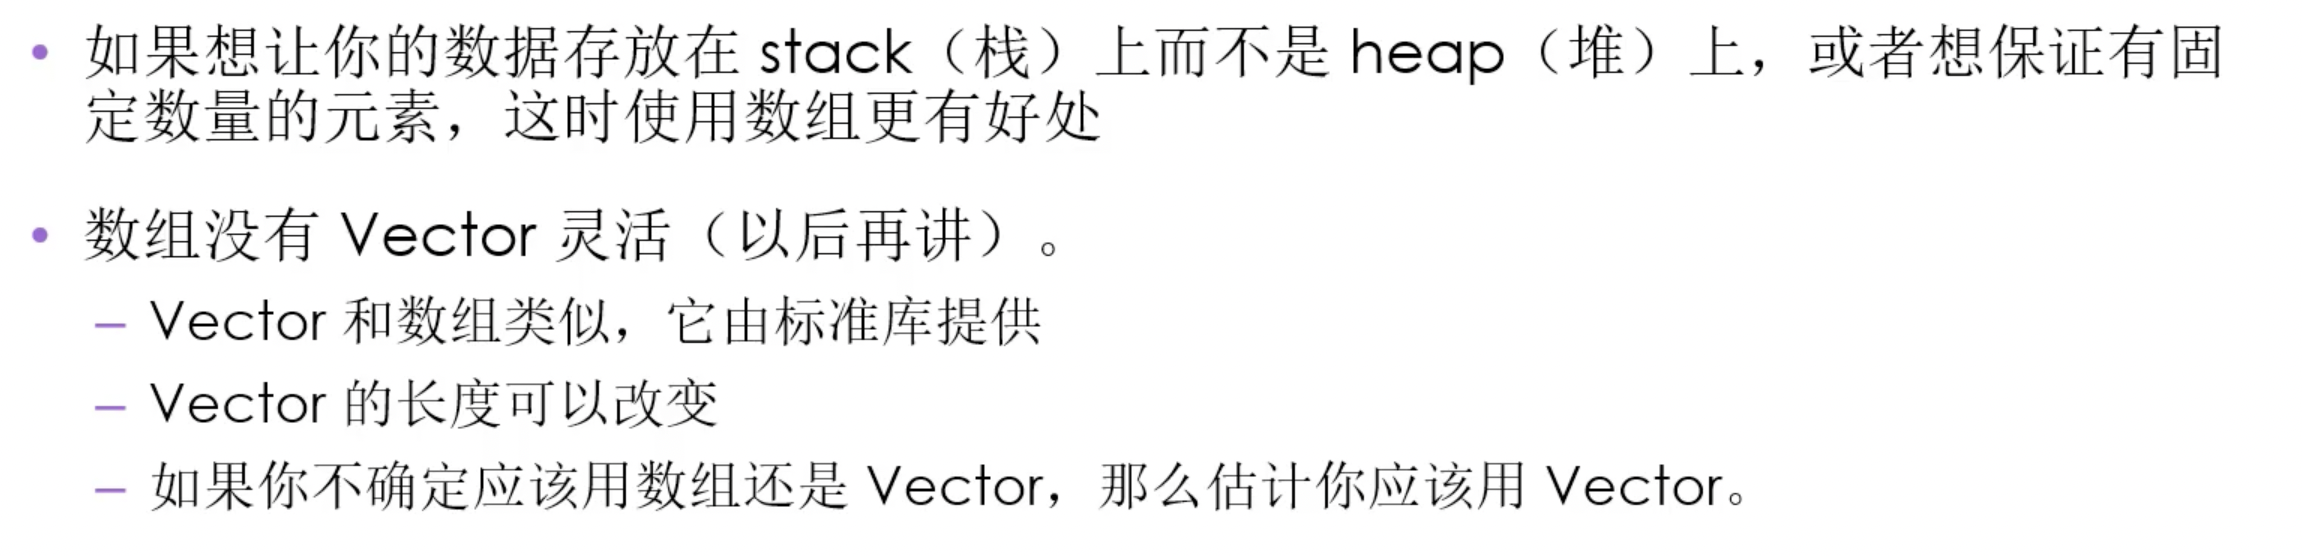 • 如果想让你的数据存放在 stack（栈）上而不是 heap（堆）上，或者想保证有固
定数量的元素，这时使用数组更有好处
• 数组没有 Vector 灵活（以后再讲）。
– Vector 和数组类似，它由标准库提供
– Vector 的长度可以改变
– 如果你不确定应该用数组还是 Vector，那么估计你应该用 Vector。